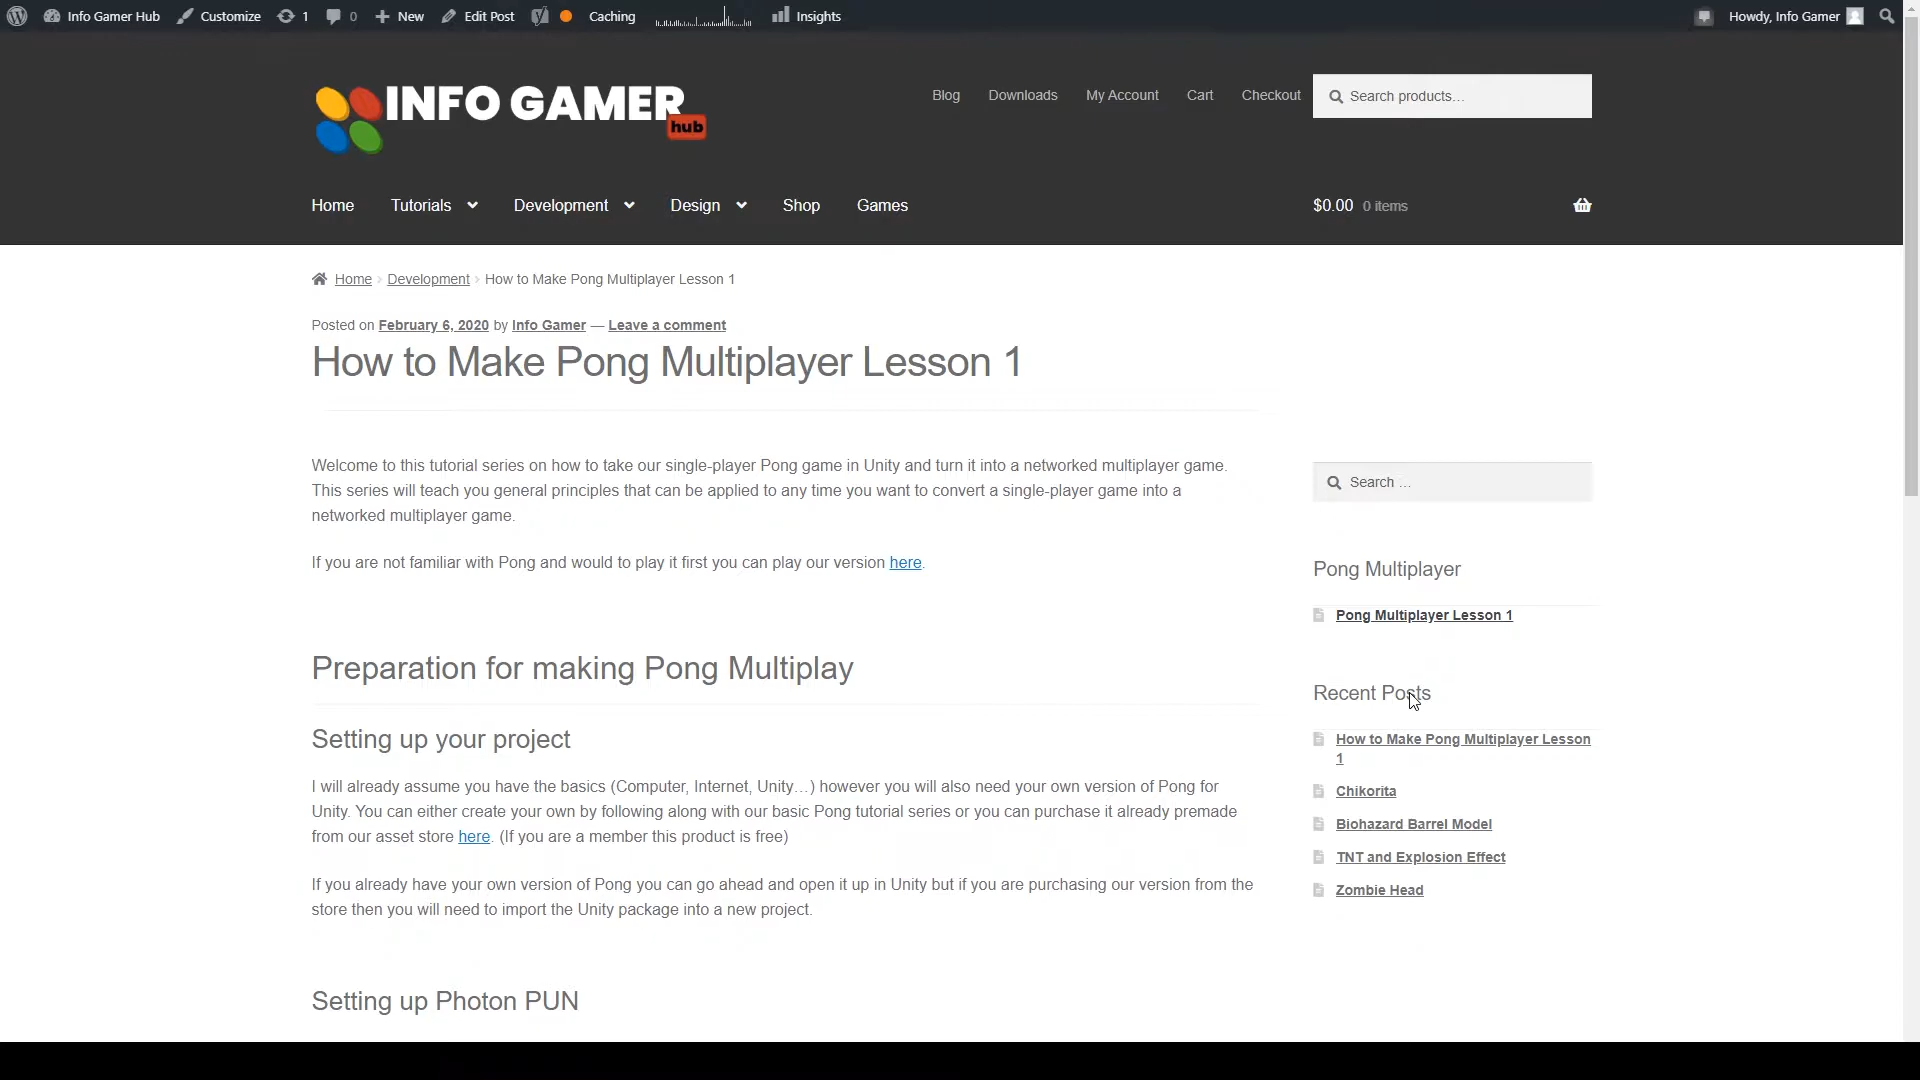 Info Gamer Hub Customize 1 0 New Edit Post Caching Insights Howdy, Info Gamer
INFO GAMER
hub
Blog Downloads My Account Cart Checkout Search products...
Home Tutorials Development Design Shop Games $0.00 0 items
Home › Development › How to Make Pong Multiplayer Lesson 1
Posted on February 6, 2020 by Info Gamer — Leave a comment
How to Make Pong Multiplayer Lesson 1
Welcome to this tutorial series on how to take our single-player Pong game in Unity and turn it into a networked multiplayer game.
This series will teach you general principles that can be applied to any time you want to convert a single-player game into a
networked multiplayer game.
If you are not familiar with Pong and would to play it first you can play our version here.
Preparation for making Pong Multiplay
Setting up your project
I will already assume you have the basics (Computer, Internet, Unity…) however you will also need your own version of Pong for
Unity. You can either create your own by following along with our basic Pong tutorial series or you can purchase it already premade
from our asset store here. (If you are a member this product is free)
If you already have your own version of Pong you can go ahead and open it up in Unity but if you are purchasing our version from the
store then you will need to import the Unity package into a new project.
Setting up Photon PUN
Search …
Pong Multiplayer
Pong Multiplayer Lesson 1
Recent Posts
How to Make Pong Multiplayer Lesson
1
Chikorita
Biohazard Barrel Model
TNT and Explosion Effect
Zombie Head